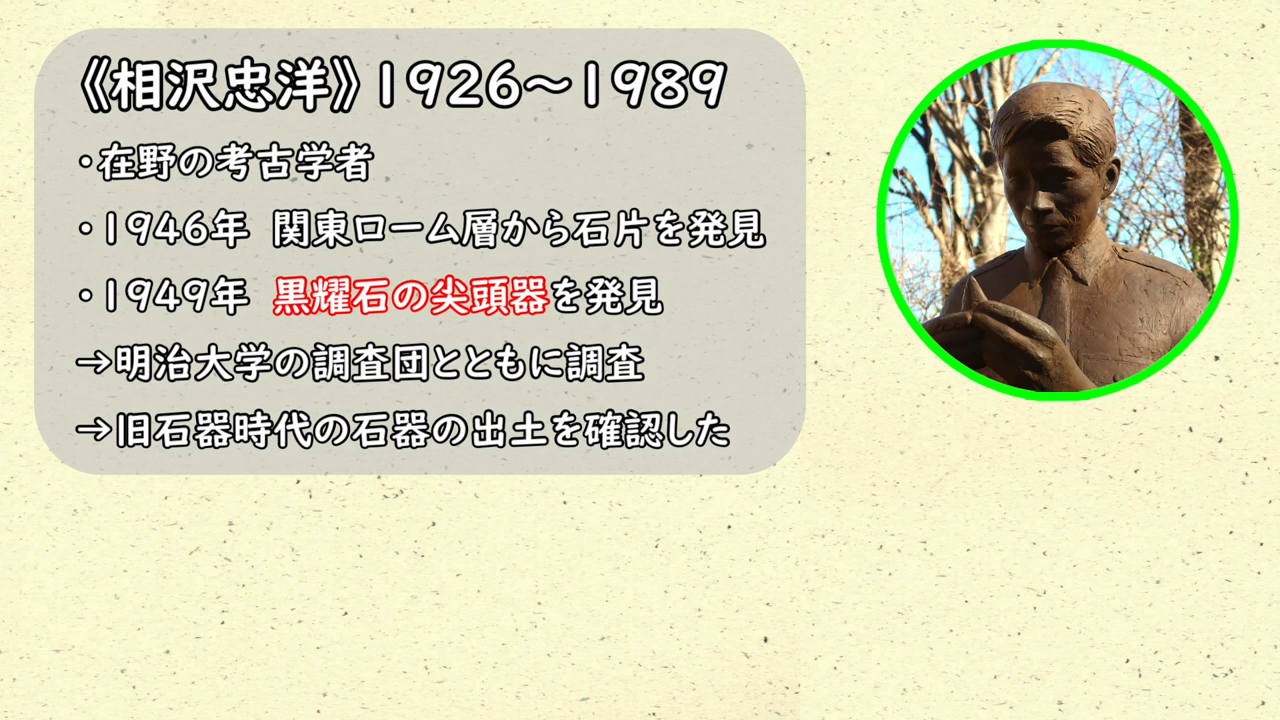 《相沢忠洋》1926〜1989
・在野の考古学者
・1946年 関東ローム層から石片を発見
・1949年 黒耀石の尖頭器を発見
→明治大学の調査団とともに調査
→旧石器時代の石器の出土を確認した